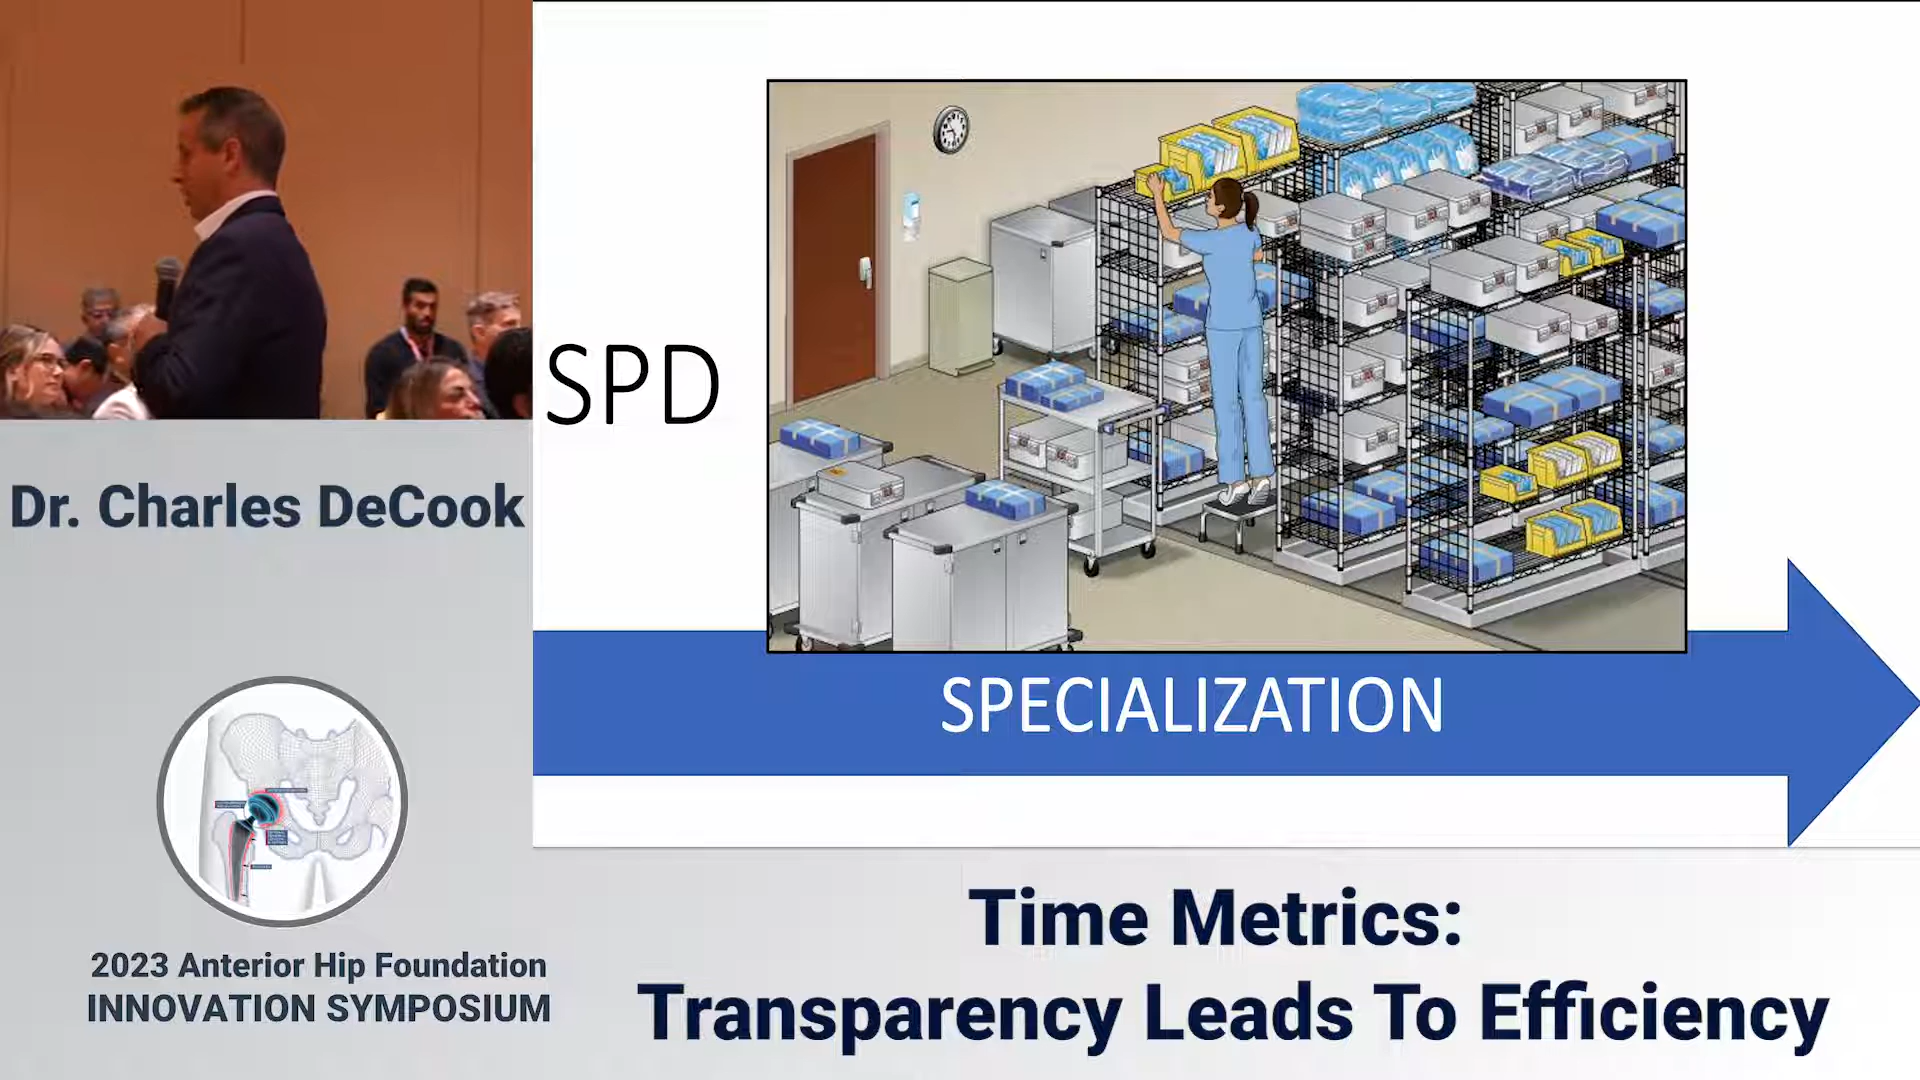 SPD
SPECIALIZATION
Dr. Charles DeCook
2023 Anterior Hip Foundation
INNOVATION SYMPOSIUM
Time Metrics:
Transparency Leads To Efficiency